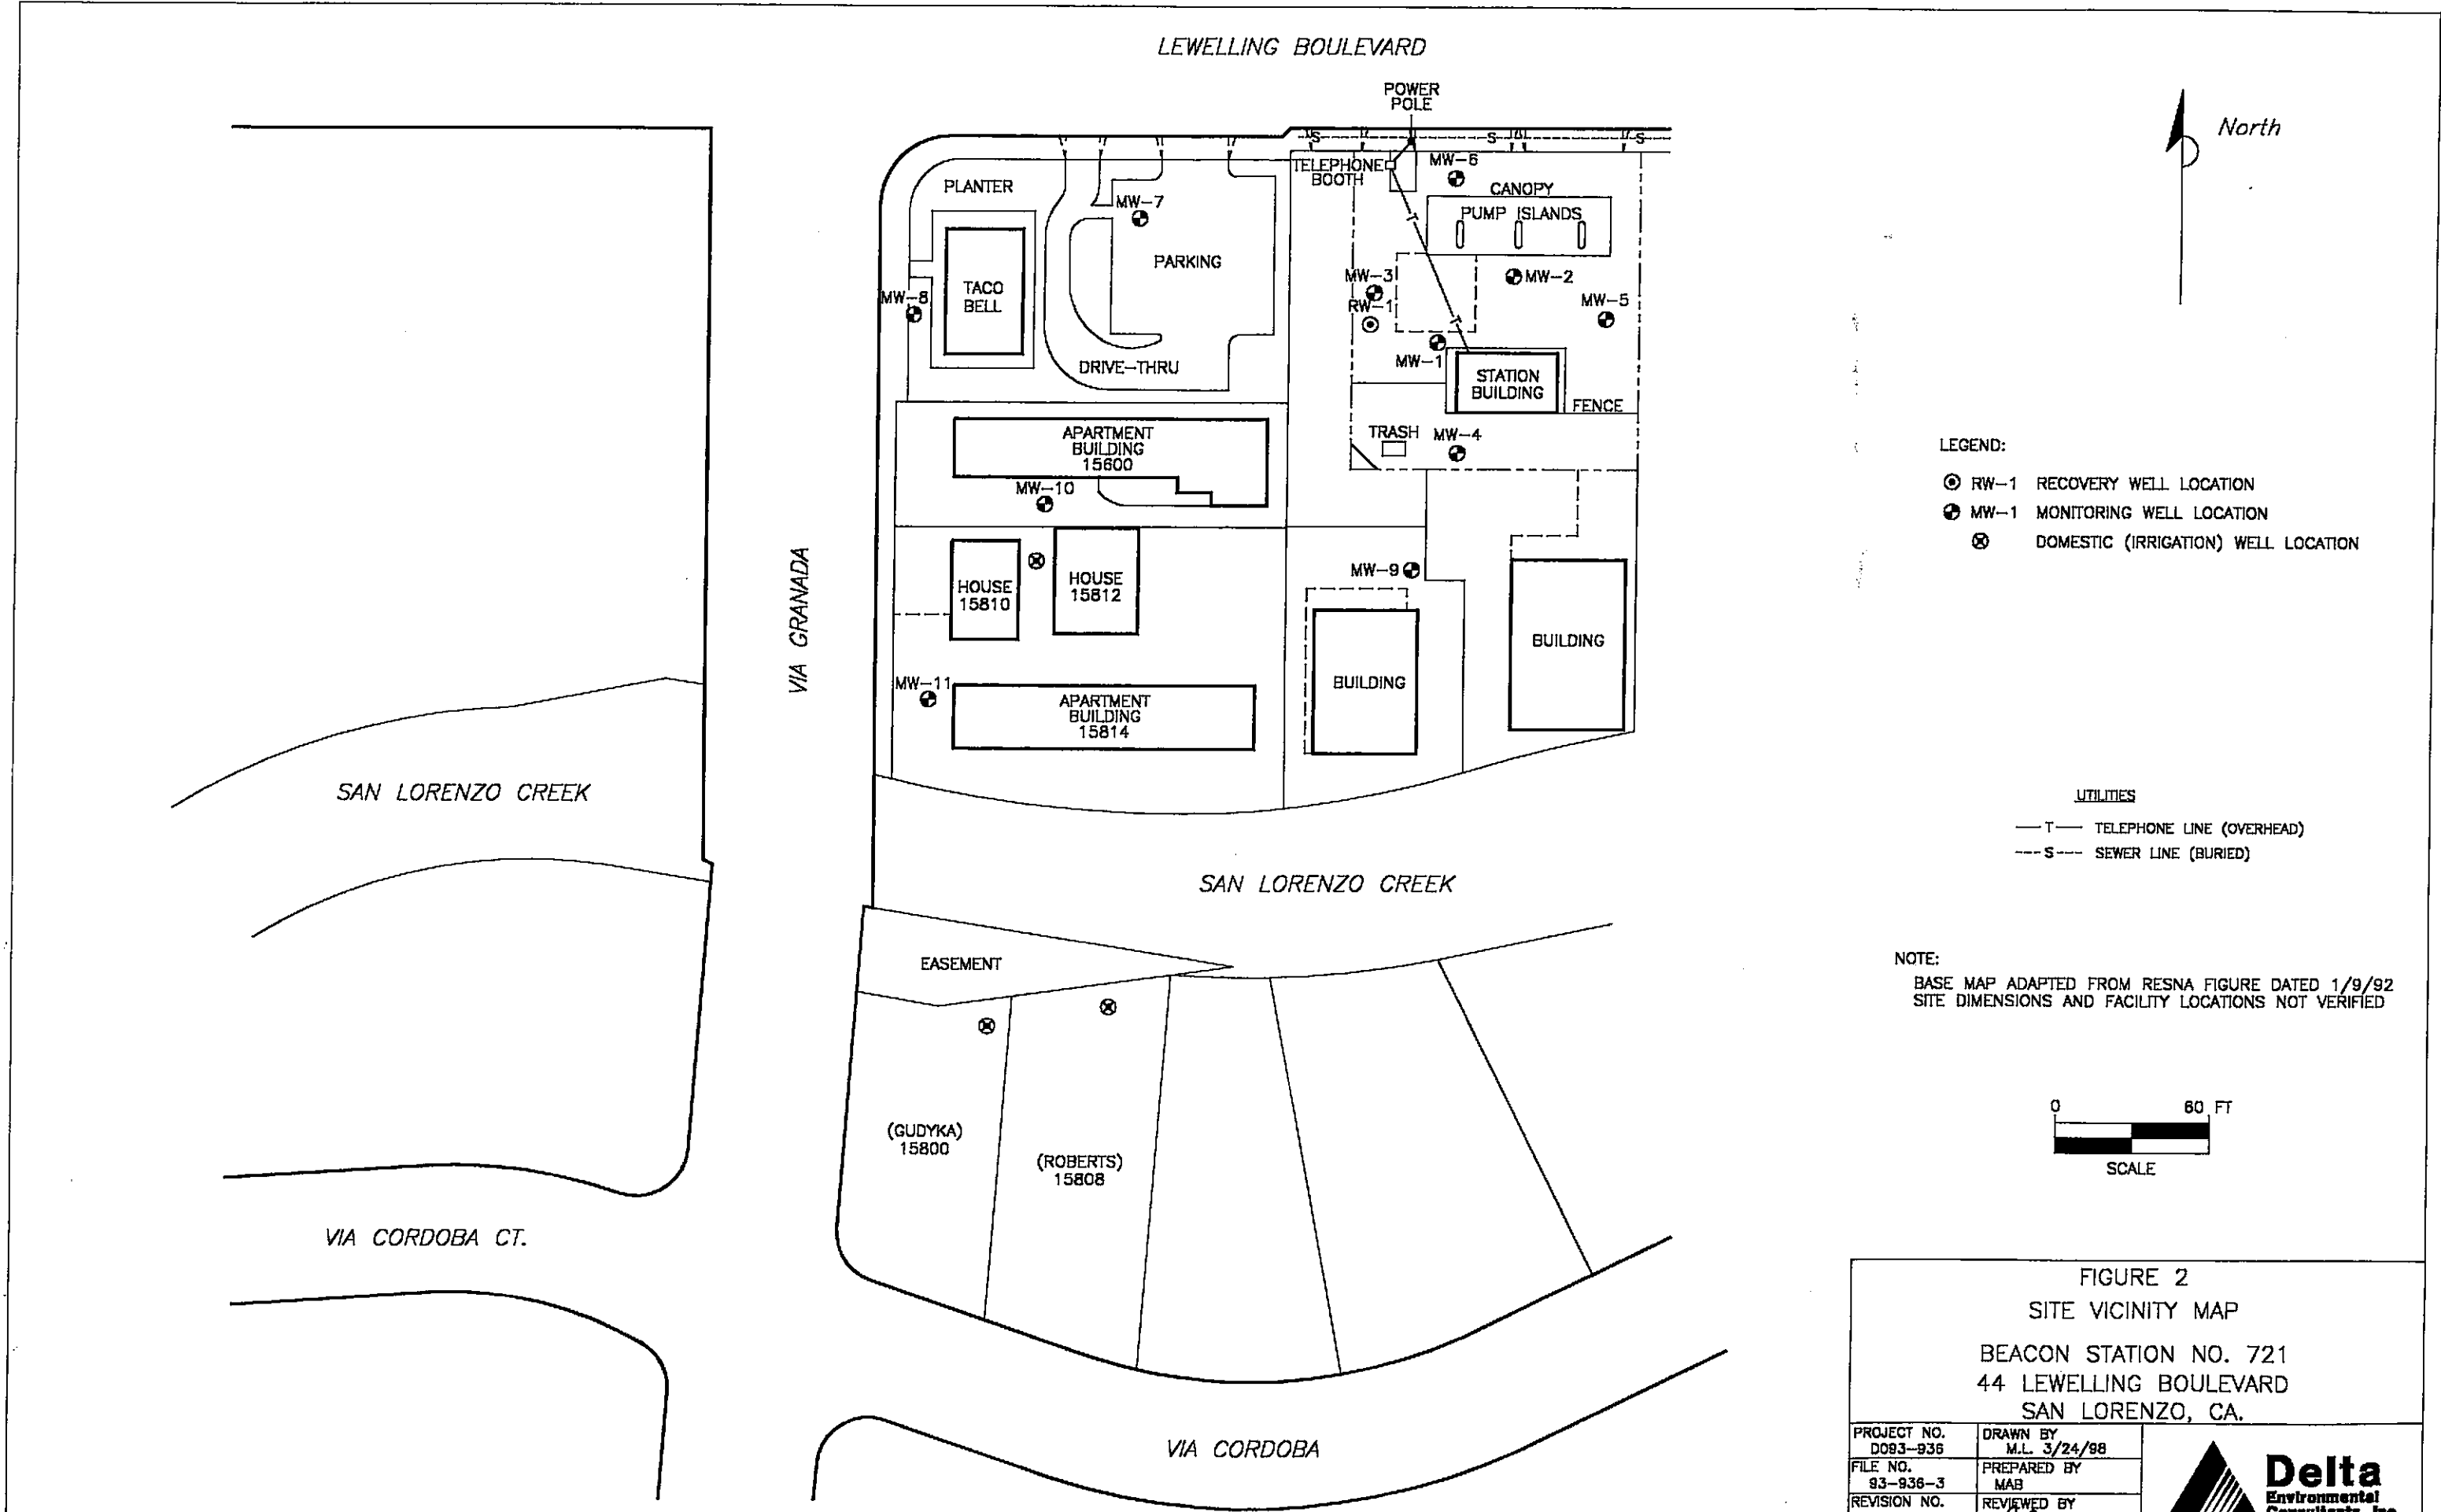 LEWELLING BOULEVARD
POWER
POLE
North
S
S
S
TELEPHONE
BOOTH
MW-6
PLANTER
CANOPY
MW-7
PUMP ISLANDS
T
PARKING
MW-3
MW-2
TACO
BELL
MW-8
RW-1
MW-5
T
MW-1
DRIVE-THRU
STATION
BUILDING
FENCE
APARTMENT
BUILDING
15600
TRASH
MW-4
LEGEND:
RW-1 RECOVERY WELL LOCATION
MW-1 MONITORING WELL LOCATION
DOMESTIC (IRRIGATION) WELL LOCATION
MW-10
VIA GRANADA
HOUSE
15810
HOUSE
15812
MW-9
BUILDING
BUILDING
MW-11
APARTMENT
BUILDING
15814
SAN LORENZO CREEK
UTILITIES
T TELEPHONE LINE (OVERHEAD)
S SEWER LINE (BURIED)
SAN LORENZO CREEK
EASEMENT
NOTE:
BASE MAP ADAPTED FROM RESNA FIGURE DATED 1/9/92
SITE DIMENSIONS AND FACILITY LOCATIONS NOT VERIFIED
0 60 FT
SCALE
(GUDYKA)
15800
(ROBERTS)
15808
VIA CORDOBA CT.
VIA CORDOBA
FIGURE 2
SITE VICINITY MAP
BEACON STATION NO. 721
44 LEWELLING BOULEVARD
SAN LORENZO, CA.
PROJECT NO.
D093-936
DRAWN BY
M.L. 3/24/98
FILE NO.
93-936-3
PREPARED BY
MAB
REVISION NO.
REVIEWED BY
Delta
Environmental
Consultants, Inc.